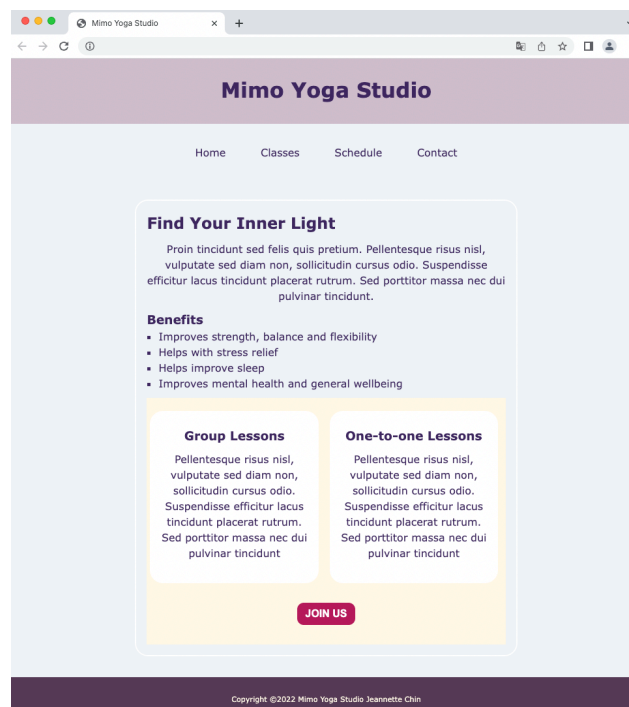 Mimo Yoga Studio
Mimo Yoga Studio
Home Classes Schedule Contact
Find Your Inner Light
Proin tincidunt sed felis quis pretium. Pellentesque risus nisl,
vulputate sed diam non, sollicitudin cursus odio. Suspendisse
efficitur lacus tincidunt placerat rutrum. Sed porttitor massa nec dui
pulvinar tincidunt.
Benefits
Improves strength, balance and flexibility
Helps with stress relief
Helps improve sleep
Improves mental health and general wellbeing
Group Lessons
Pellentesque risus nisl,
vulputate sed diam non,
sollicitudin cursus odio.
Suspendisse efficitur lacus
tincidunt placerat rutrum.
Sed porttitor massa nec dui
pulvinar tincidunt
One-to-one Lessons
Pellentesque risus nisl,
vulputate sed diam non,
sollicitudin cursus odio.
Suspendisse efficitur lacus
tincidunt placerat rutrum.
Sed porttitor massa nec dui
pulvinar tincidunt
JOIN US
Copyright ©2022 Mimo Yoga Studio Jeannette Chin